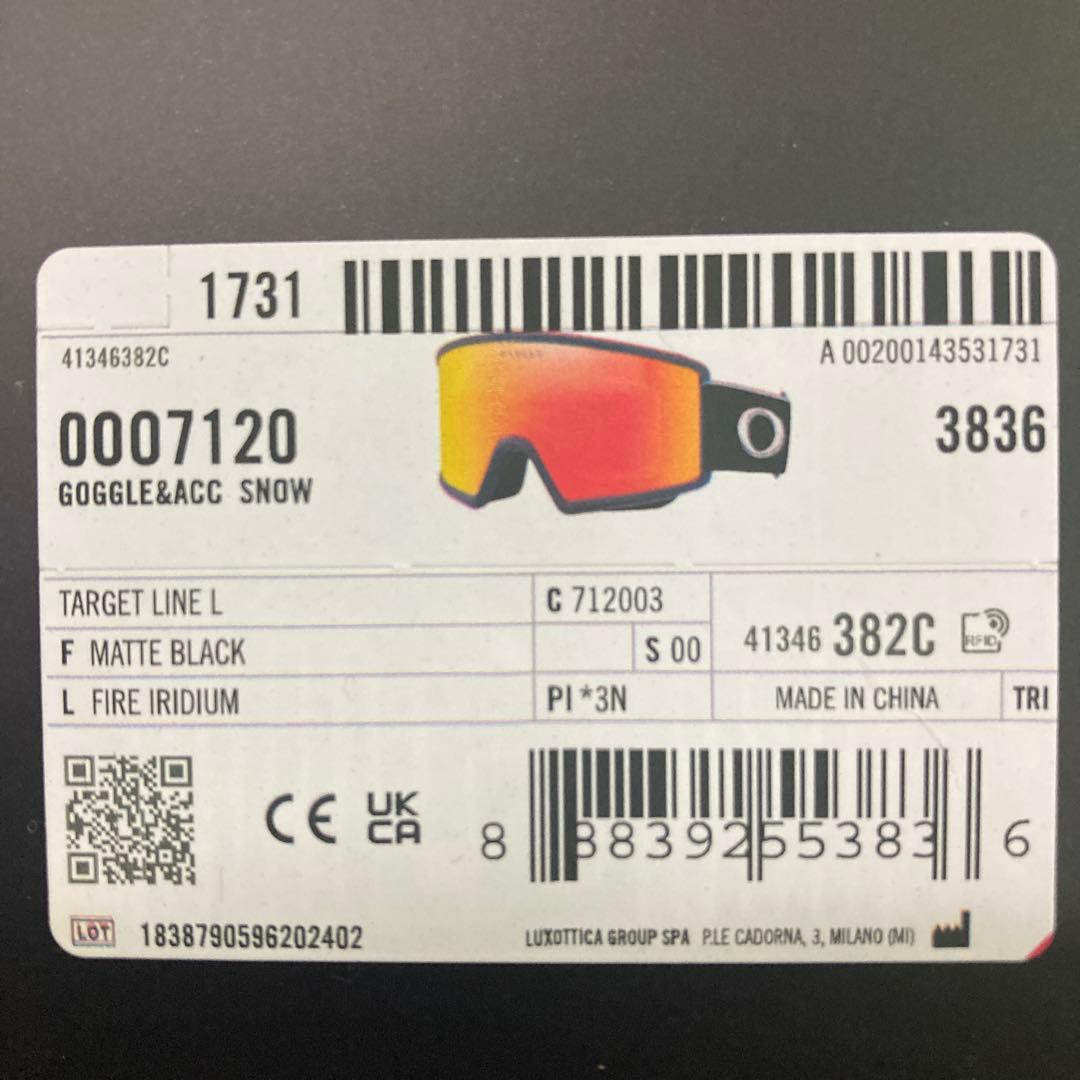 1731
41346382C
A 00200143531731
0007120
3836
GOGGLE&ACC SNOW
TARGET LINE L
C 712003
F MATTE BLACK
S 00
41346 382C
RFID
L FIRE IRIDIUM
PI *3N
MADE IN CHINA
TRI
CE
UK
CA
8 88392 55383 6
LOT
1838790596202402
LUXOTTICA GROUP SPA P.LE CADORNA, 3, MILANO (MI)